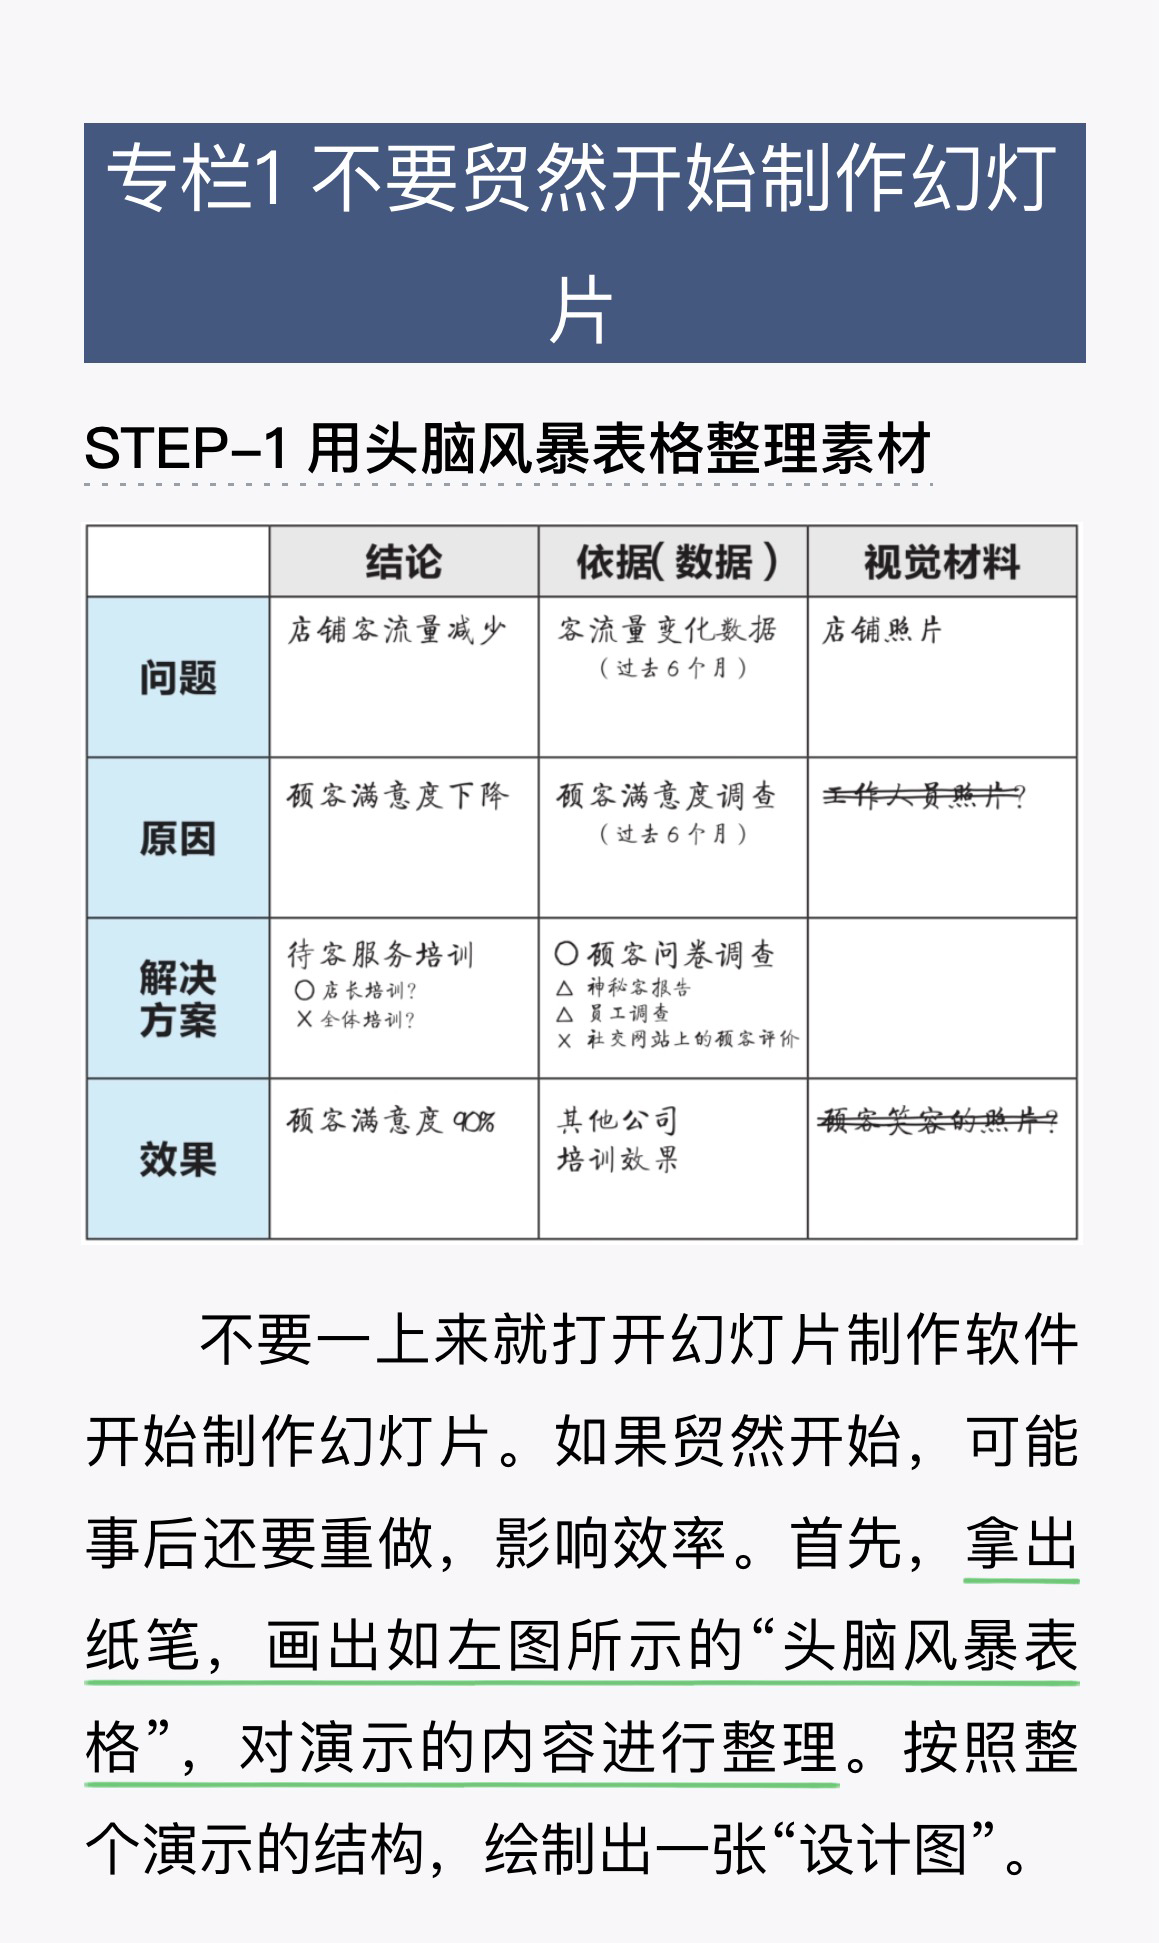 专栏1 不要贸然开始制作幻灯
片
STEP–1 用头脑风暴表格整理素材
结论 依据(数据) 视觉材料
问题 店铺客流量减少 客流量变化数据 店铺照片
(过去6个月)
原因 顾客满意度下降 顾客满意度调查 工作人员照片?
(过去6个月)
解决
方案
待客服务培训
○ 店长培训?
X 全体培训?
○ 顾客问卷调查
△ 神秘客报告
△ 员工调查
X 社交网站上的顾客评价
效果 顾客满意度 90% 其他公司 顾客笑容的照片?
培训效果
不要一上来就打开幻灯片制作软件
开始制作幻灯片。如果贸然开始，可能
事后还要重做，影响效率。首先，拿出
纸笔，画出如左图所示的“头脑风暴表
格”，对演示的内容进行整理。按照整
个演示的结构，绘制出一张“设计图”。